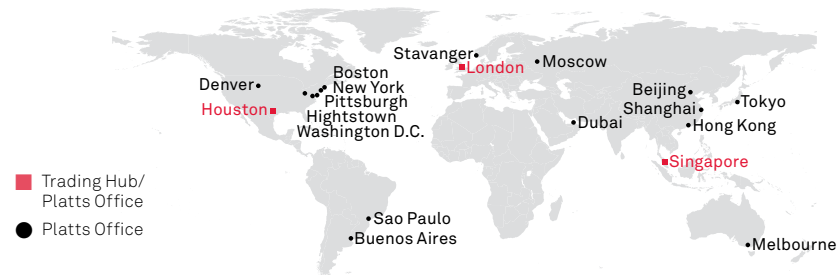 Stavanger
London
Moscow
Denver
Boston
New York
Pittsburgh
Hightstown
Washington D.C.
Houston
Beijing
Shanghai
Tokyo
Hong Kong
Dubai
Singapore
Sao Paulo
Buenos Aires
Melbourne
Trading Hub/
Platts Office
Platts Office